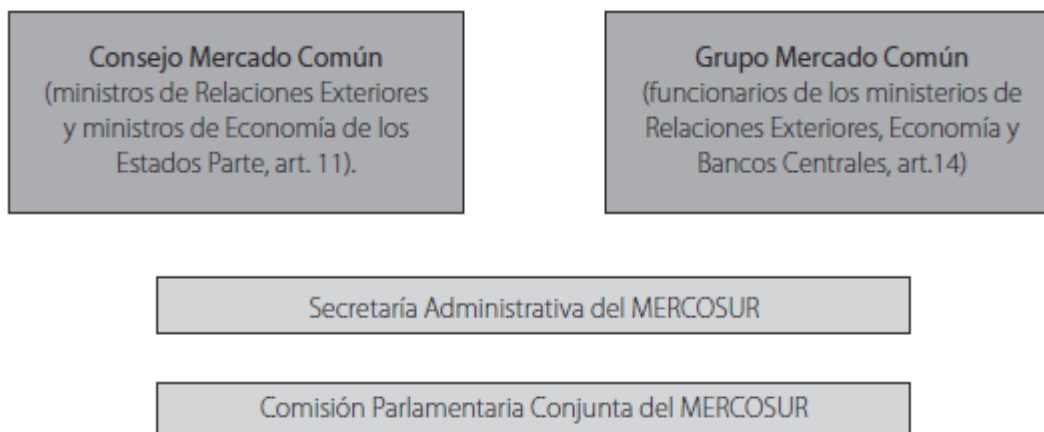 Consejo Mercado Común
(ministros de Relaciones Exteriores
y ministros de Economía de los
Estados Parte, art. 11).
Grupo Mercado Común
(funcionarios de los ministerios de
Relaciones Exteriores, Economía y
Bancos Centrales, art.14)
Secretaría Administrativa del MERCOSUR
Comisión Parlamentaria Conjunta del MERCOSUR